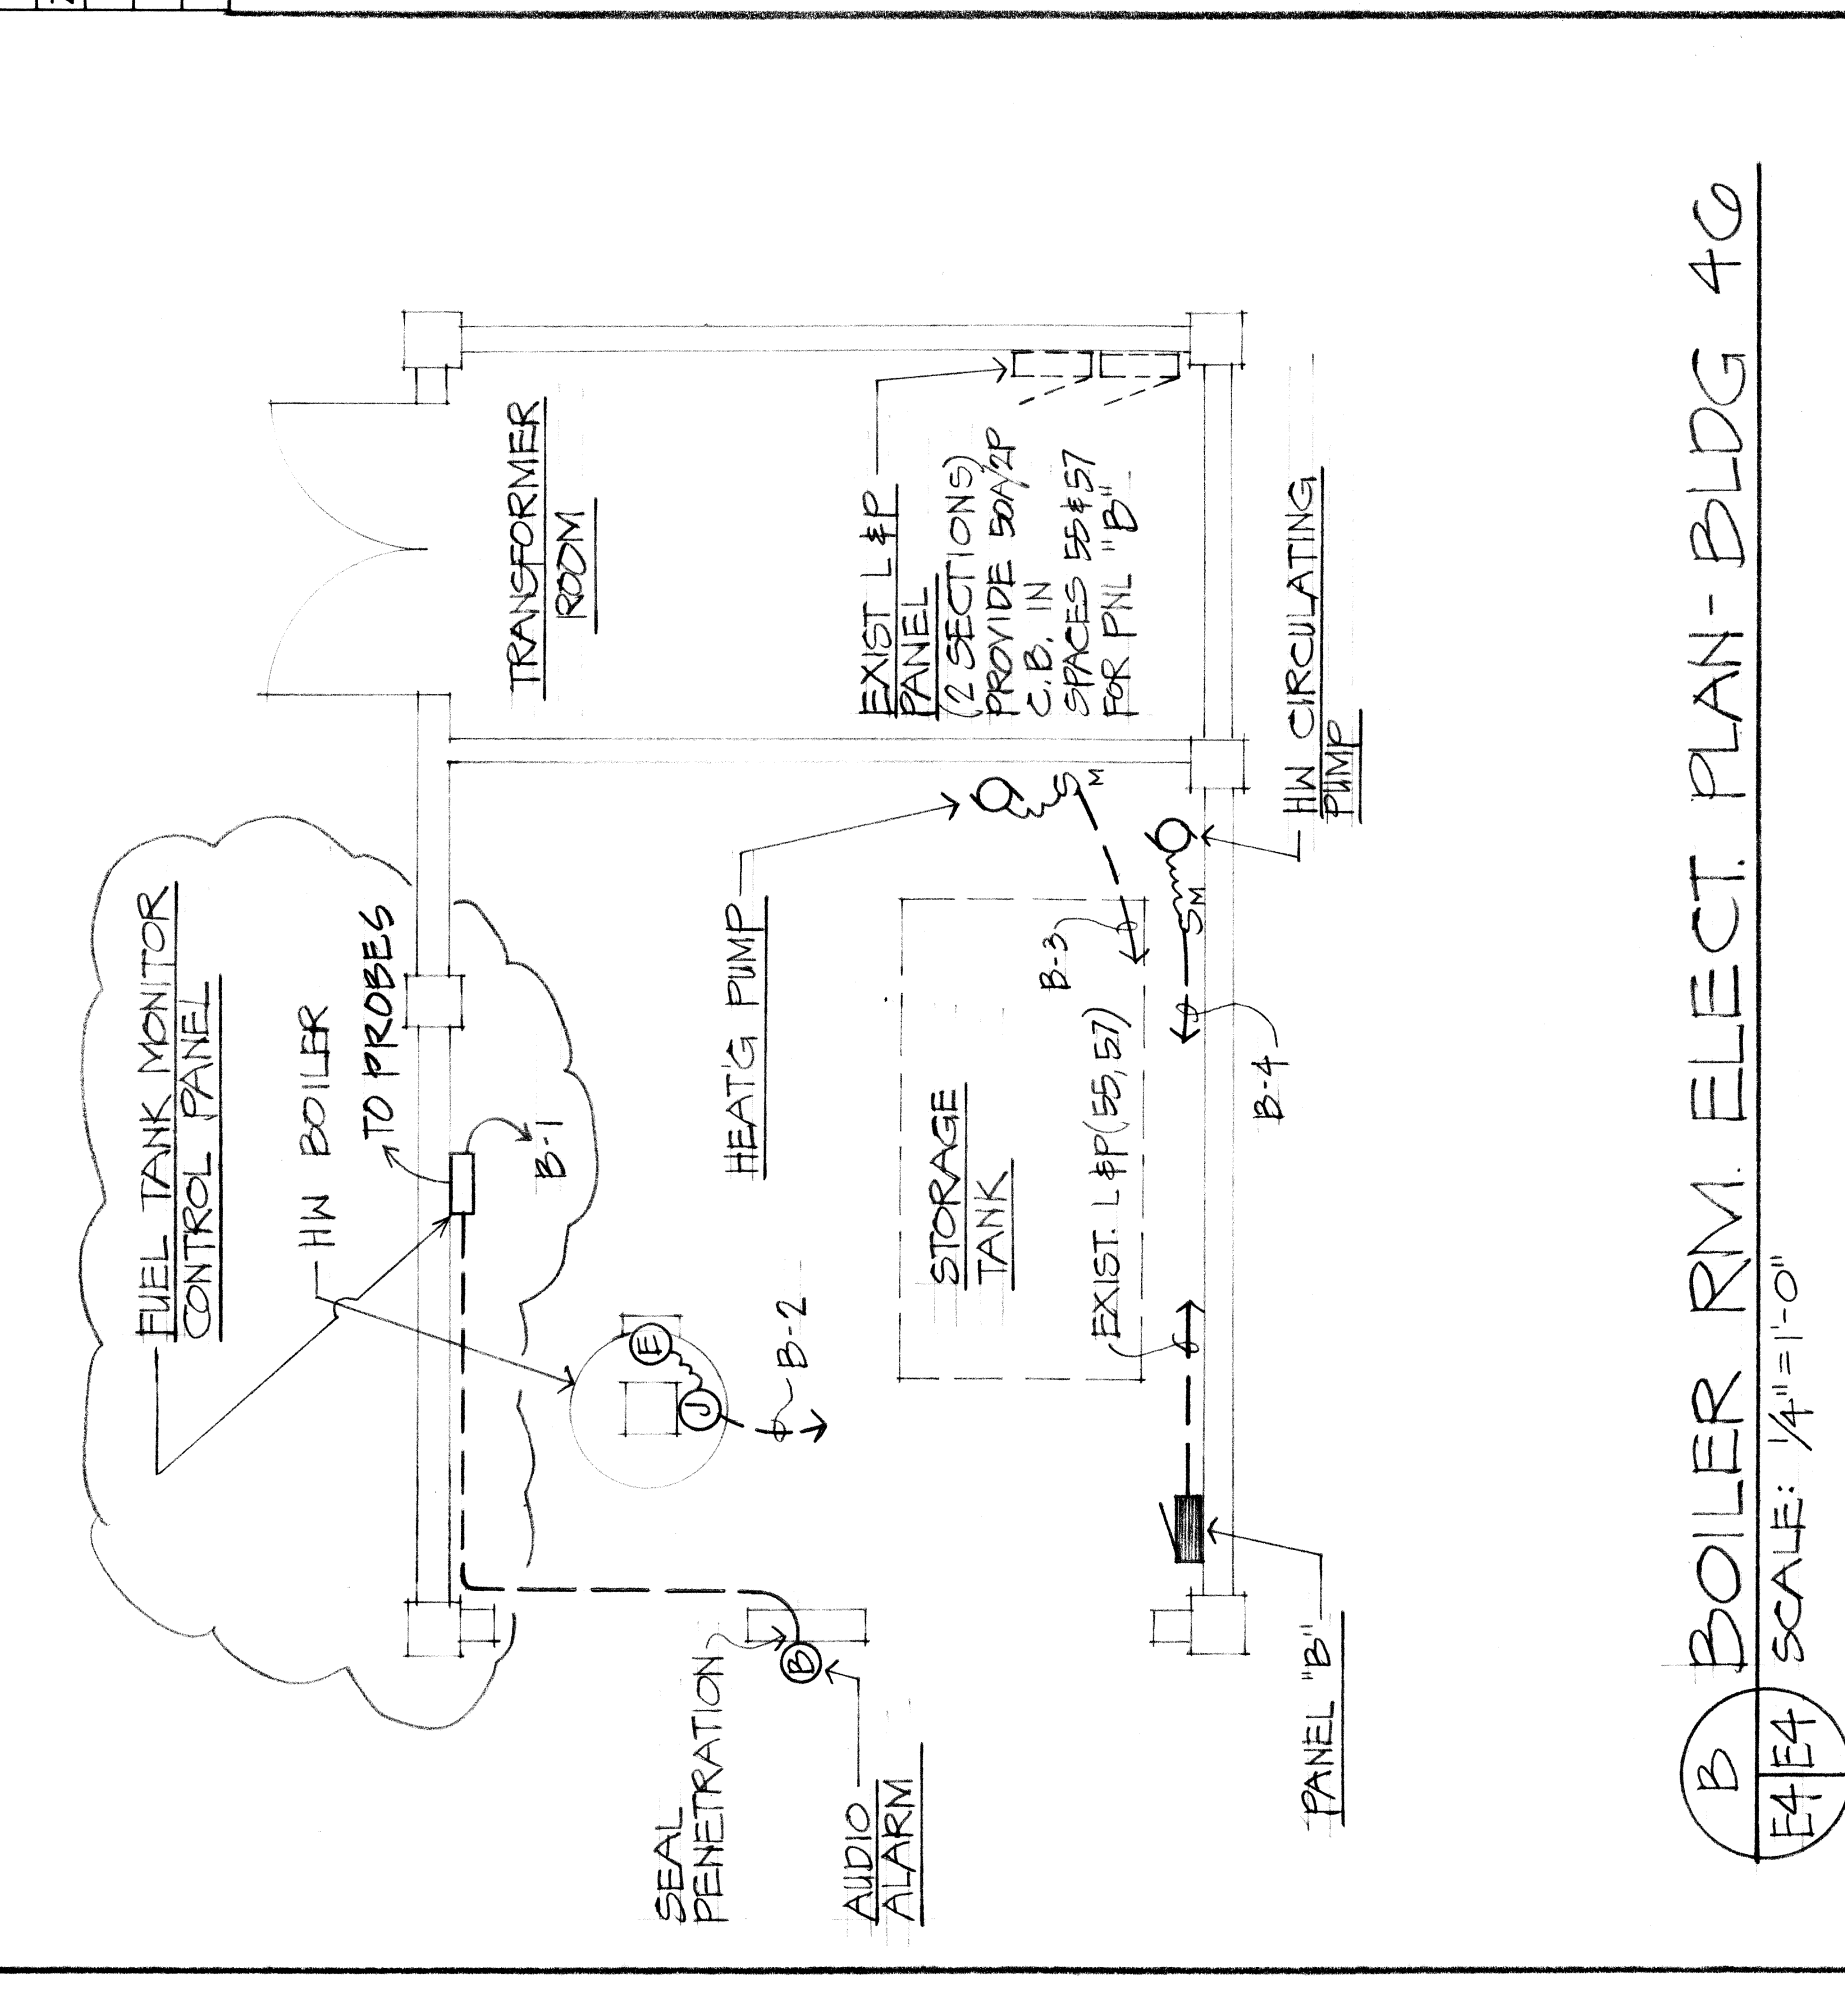 FUEL TANK MONITOR
CONTROL PANEL
HW BOILER
TO PROBES
B-1
TRANSFORMER
ROOM
SEAL
PENETRATION
AUDIO
ALARM
B
E
J
B-2
HEAT'G PUMP
S
M
EXIST L&P
PANEL
(2 SECTIONS)
PROVIDE 50A/2P
C.B. IN
SPACES 55&57
FOR PNL "B"
STORAGE
TANK
B-3
EXIST. L&P(55,57)
S
M
B-4
HW CIRCULATING
PUMP
PANEL "B"
B
E4 E4
BOILER RM. ELECT. PLAN-BLDG 46
SCALE: 1/4"=1'-0"